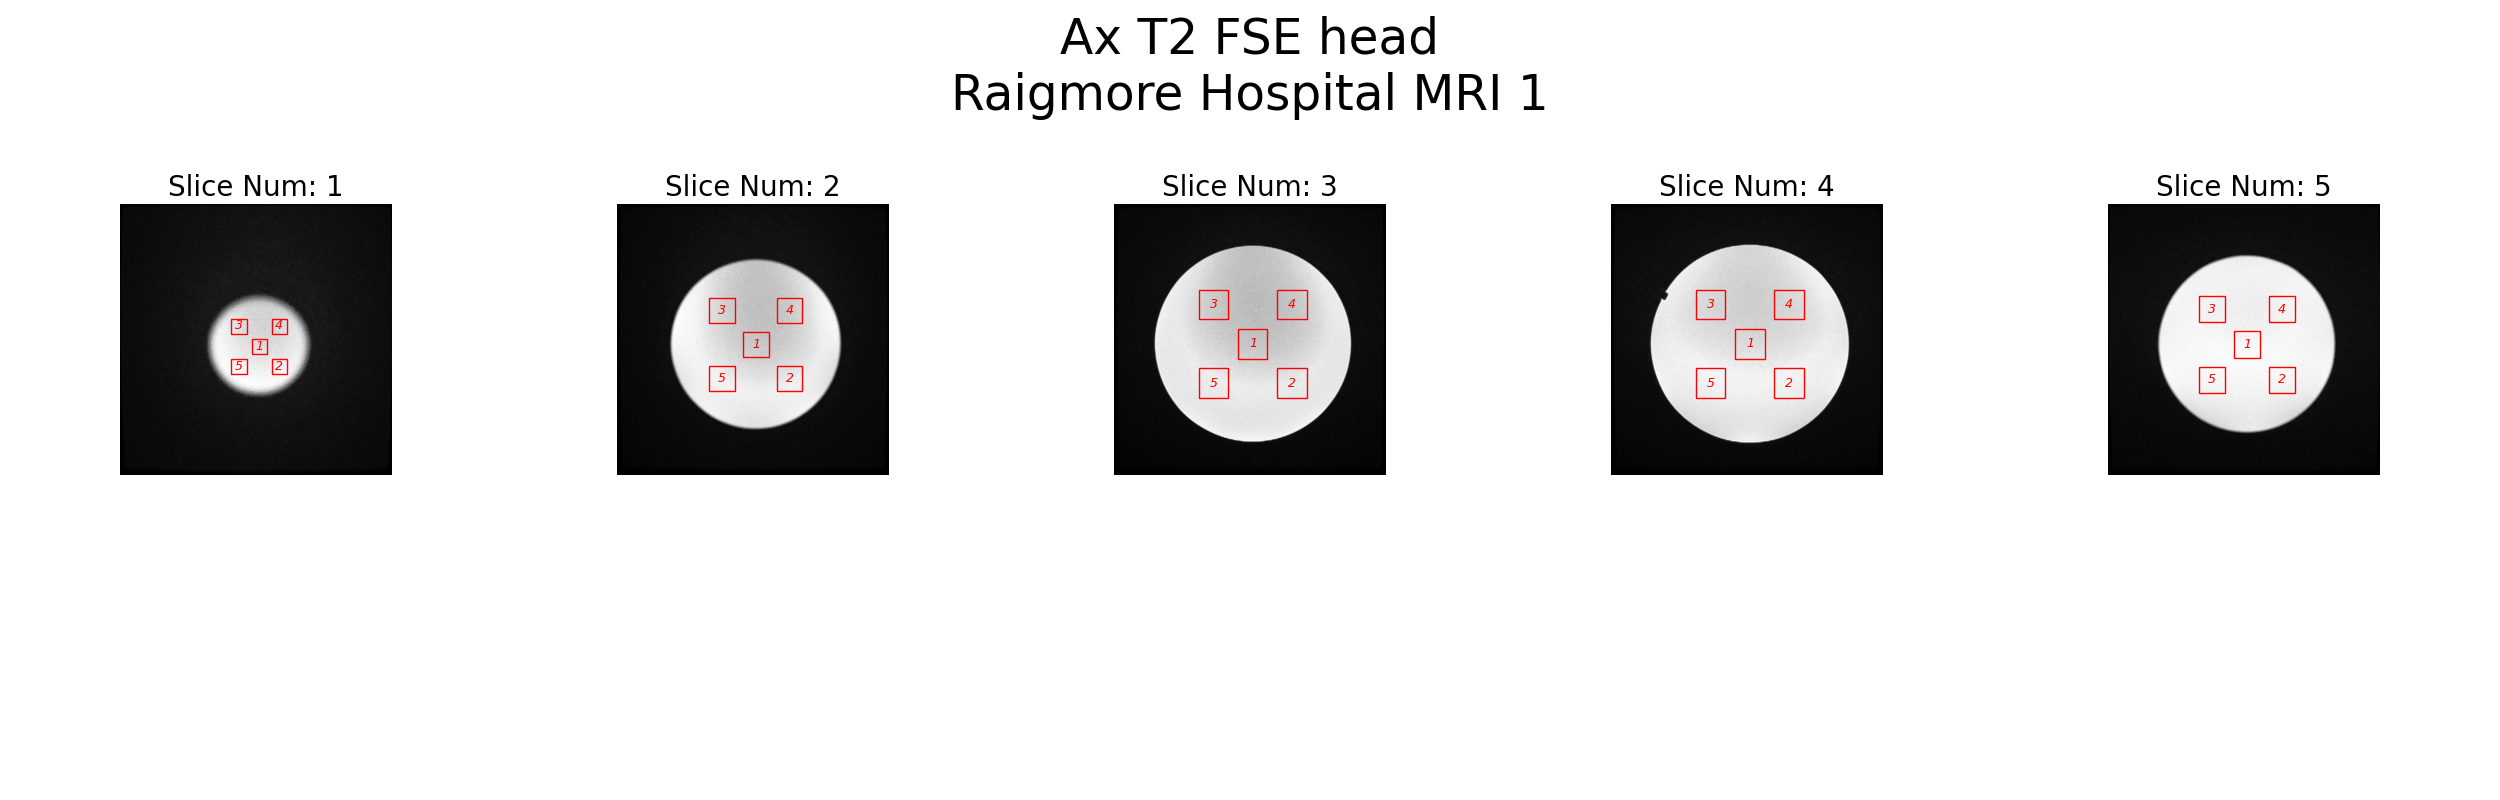 Ax T2 FSE head
Raigmore Hospital MRI 1
Slice Num: 1
Slice Num: 2
Slice Num: 3
Slice Num: 4
Slice Num: 5
3 4
1
5 2
3 4
1
5 2
3 4
1
5 2
3 4
1
5 2
3 4
1
5 2